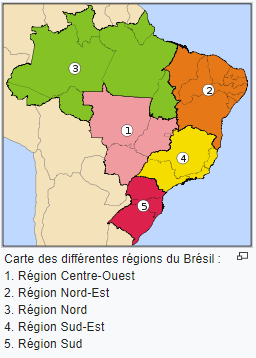 3
2
1
4
5
Carte des différentes régions du Brésil :
1. Région Centre-Ouest
2. Région Nord-Est
3. Région Nord
4. Région Sud-Est
5. Région Sud